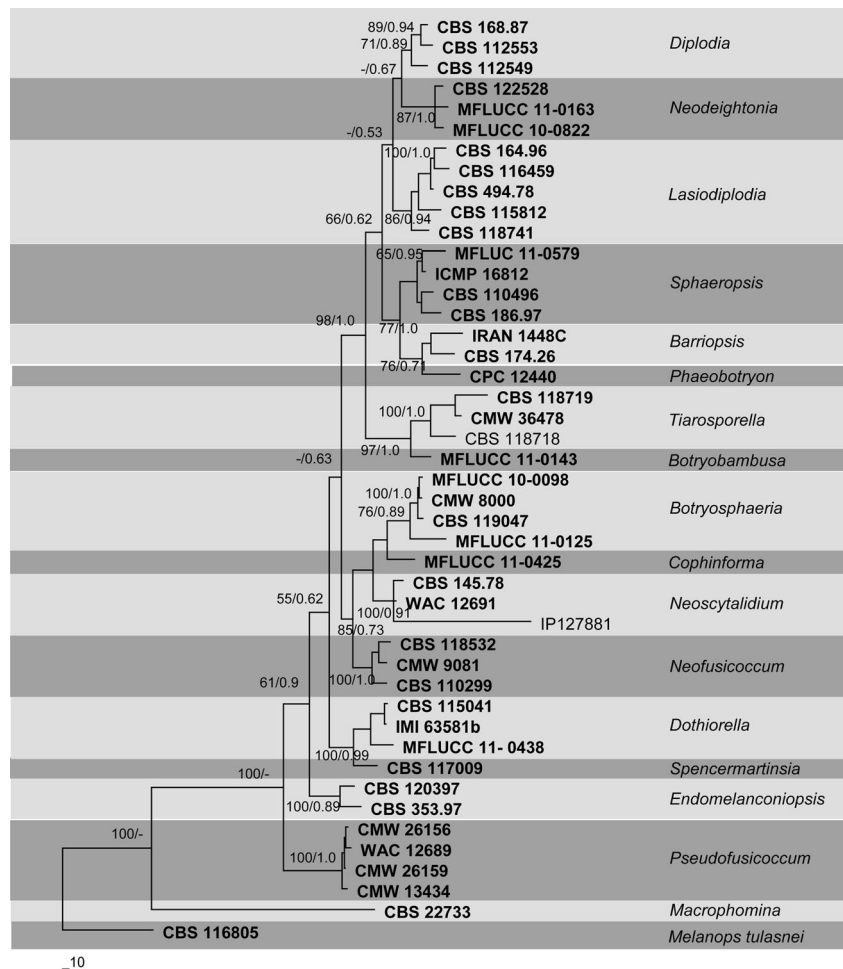 89/0.94
CBS 168.87
71/0.89
CBS 112553
Diplodia
-/0.67
CBS 112549
CBS 122528
MFLUCC 11-0163
Neodeightonia
87/1.0
MFLUCC 10-0822
-/0.53
100/1.0
CBS 164.96
CBS 116459
CBS 494.78
Lasiodiplodia
66/0.62
86/0.94
CBS 115812
CBS 118741
65/0.95
MFLUC 11-0579
ICMP 16812
Sphaeropsis
CBS 110496
CBS 186.97
98/1.0
77/1.0
IRAN 1448C
Barriopsis
CBS 174.26
76/0.71
CPC 12440
Phaeobotryon
CBS 118719
100/1.0
CMW 36478
Tiarosporella
CBS 118718
97/1.0
-/0.63
MFLUCC 11-0143
Botryobambusa
MFLUCC 10-0098
100/1.0
CMW 8000
Botryosphaeria
76/0.89
CBS 119047
MFLUCC 11-0125
MFLUCC 11-0425
Cophinforma
CBS 145.78
55/0.62
WAC 12691
Neoscytalidium
100/0.91
IP127881
85/0.73
CBS 118532
CMW 9081
Neofusicoccum
61/0.9
100/1.0
CBS 110299
CBS 115041
IMI 63581b
Dothiorella
MFLUCC 11- 0438
100/0.99
CBS 117009
Spencermartinsia
100/-
CBS 120397
Endomelanconiopsis
100/0.89
CBS 353.97
CMW 26156
100/-
WAC 12689
Pseudofusicoccum
100/1.0
CMW 26159
CMW 13434
CBS 22733
Macrophomina
CBS 116805
Melanops tulasnei
10